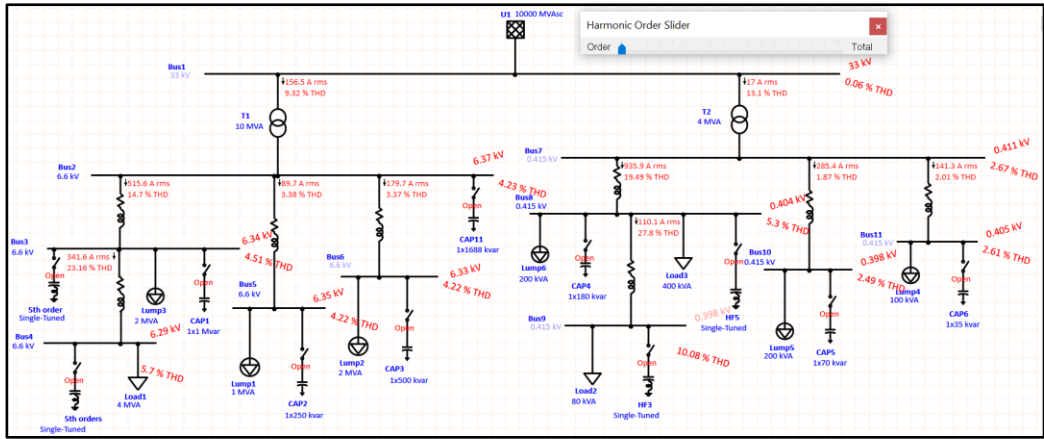 U1 10000 MVAsc
Harmonic Order Slider
×
Order
Total
Bus1
33 kV
33 kV
0.06 % THD
156.5 A rms
9.32 % THD
17 A rms
13.1 % THD
T1
10 MVA
T2
4 MVA
Bus2
6.6 kV
6.37 kV
4.23 % THD
515.6 A rms
14.7 % THD
89.7 A rms
3.38 % THD
179.7 A rms
3.37 % THD
Open
CAP11
1x1688 kvar
Bus7
0.415 kV
0.411 kV
2.67 % THD
935.9 A rms
19.49 % THD
285.4 A rms
1.87 % THD
141.3 A rms
2.01 % THD
Bus3
6.6 kV
6.34 kV
4.51 % THD
341.6 A rms
23.16 % THD
Open
5th order
Single-Tuned
Lump3
2 MVA
Open
CAP1
1x1 Mvar
Bus6
6.6 kV
6.33 kV
4.22 % THD
Lump2
2 MVA
Open
CAP3
1x500 kvar
Bus5
6.6 kV
6.35 kV
4.22 % THD
Lump1
1 MVA
Open
CAP2
1x250 kvar
Bus4
6.6 kV
6.29 kV
5.7 % THD
Open
5th orders
Single-Tuned
Load1
4 MVA
Bus8
0.415 kV
0.404 kV
5.3 % THD
110.1 A rms
27.8 % THD
Lump6
200 kVA
Open
CAP4
1x180 kvar
Load3
400 kVA
Open
HF5
Single-Tuned
Bus10
0.415 kV
0.398 kV
2.49 % THD
Lump5
200 kVA
Open
CAP5
1x70 kvar
Bus11
0.415 kV
0.405 kV
2.61 % THD
Lump4
100 kVA
Open
CAP6
1x35 kvar
Bus9
0.415 kV
0.398 kV
10.08 % THD
Load2
80 kVA
Open
HF3
Single-Tuned